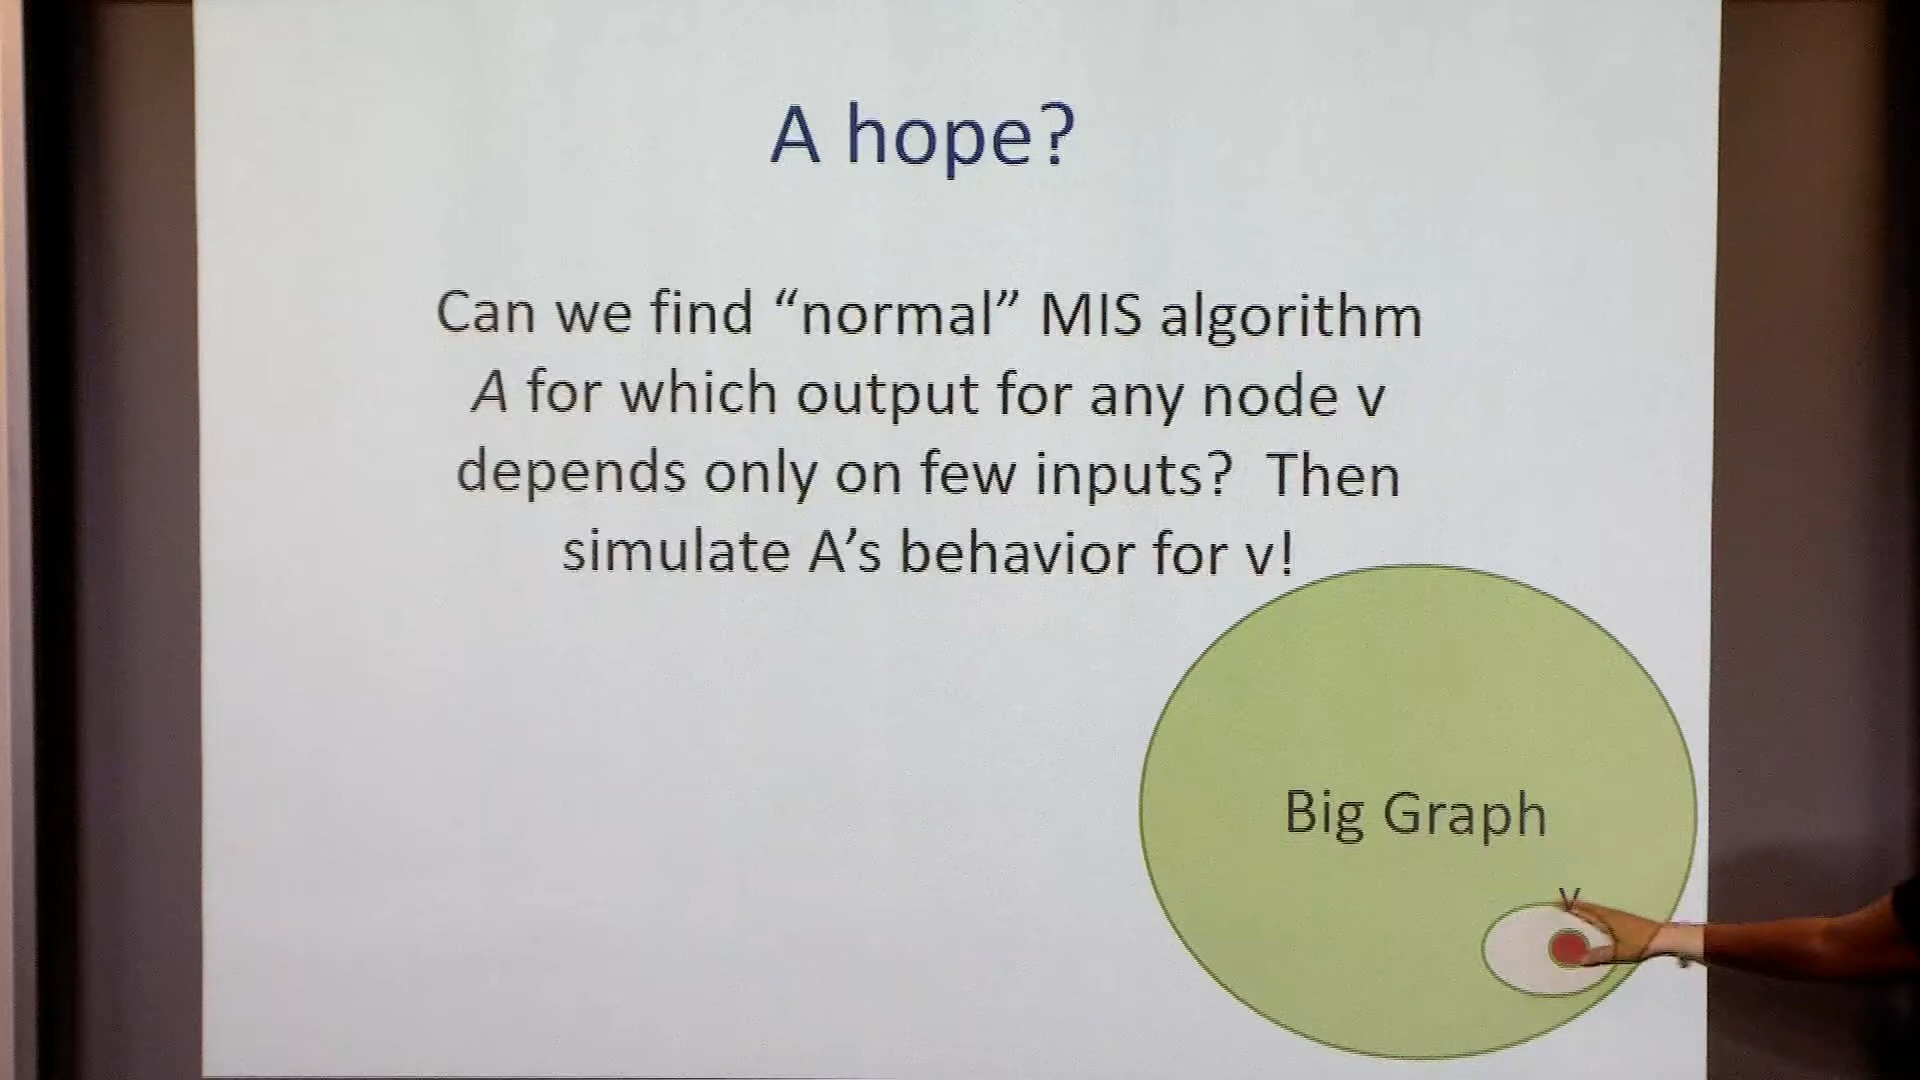 A hope?
Can we find “normal” MIS algorithm
A for which output for any node v
depends only on few inputs? Then
simulate A’s behavior for v!
Big Graph
v